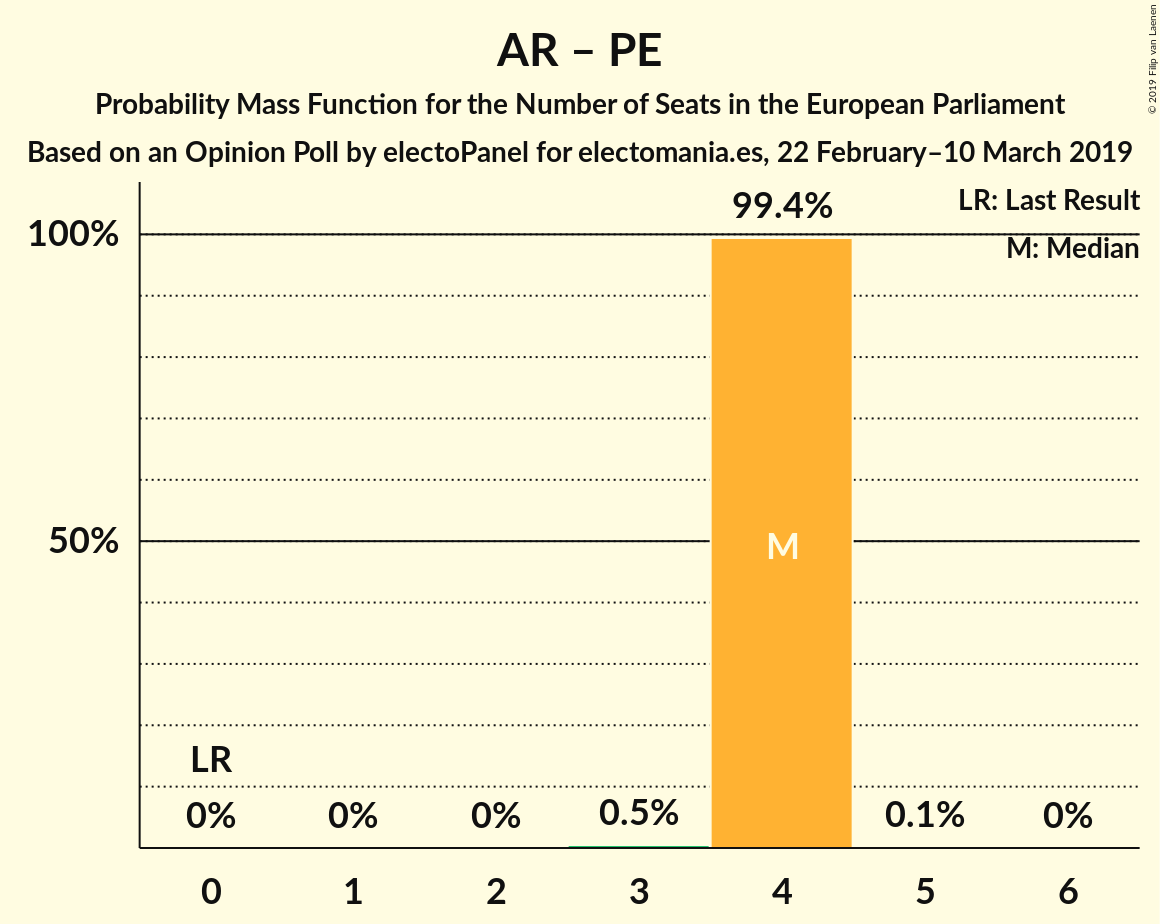 AR – PE
Probability Mass Function for the Number of Seats in the European Parliament
Based on an Opinion Poll by electoPanel for electomania.es, 22 February–10 March 2019
© 2019 Filip van Laenen
LR: Last Result
M: Median
99.4%
100%
50%
M
LR
0% 0% 0% 0.5% 0.1% 0%
0 1 2 3 4 5 6